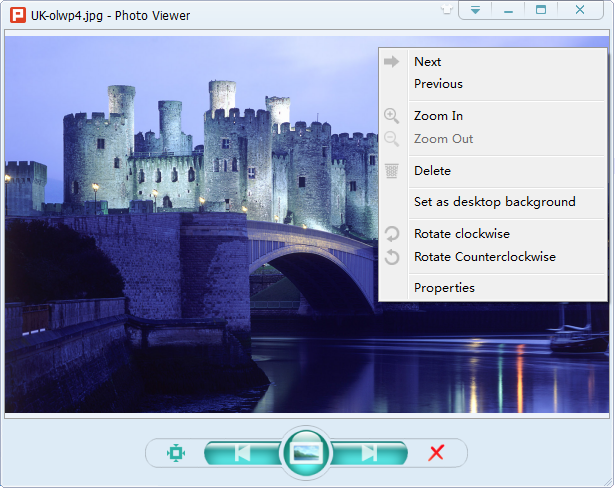 UK-olwp4.jpg - Photo Viewer
Next
Previous
Zoom In
Zoom Out
Delete
Set as desktop background
Rotate clockwise
Rotate Counterclockwise
Properties